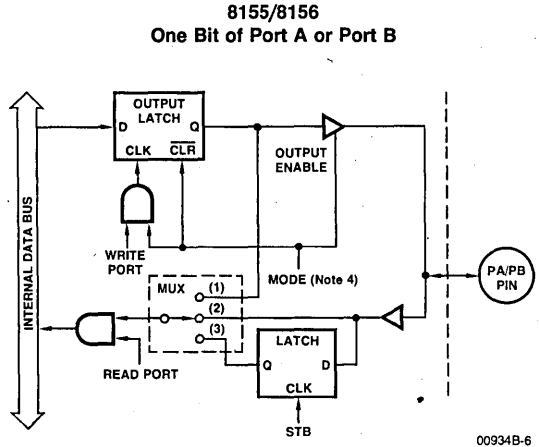 8155/8156
One Bit of Port A or Port B
OUTPUT
LATCH
D
Q
CLK
CLR
OUTPUT
ENABLE
INTERNAL DATA BUS
WRITE
PORT
MODE (Note 4)
PA/PB
PIN
MUX
(1)
(2)
(3)
LATCH
Q
D
CLK
READ PORT
STB
00934B-6